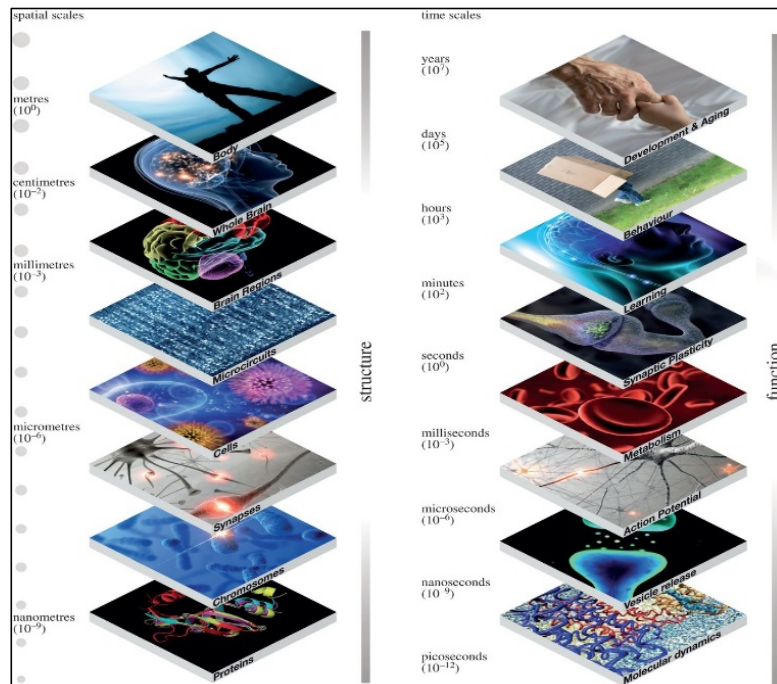 spatial scales
metres
(10⁰)
centimetres
(10⁻²)
millimetres
(10⁻³)
micrometres
(10⁻⁶)
nanometres
(10⁻⁹)
Body
Whole Brain
Brain Regions
Microcircuits
Cells
Synapses
Chromosomes
Proteins
structure
time scales
years
(10⁷)
days
(10⁵)
hours
(10³)
minutes
(10²)
seconds
(10⁰)
milliseconds
(10⁻³)
microseconds
(10⁻⁶)
nanoseconds
(10⁻⁹)
picoseconds
(10⁻¹²)
Development & Aging
Behaviour
Learning
Synaptic Plasticity
Metabolism
Action Potential
Vesicle release
Molecular dynamics
function